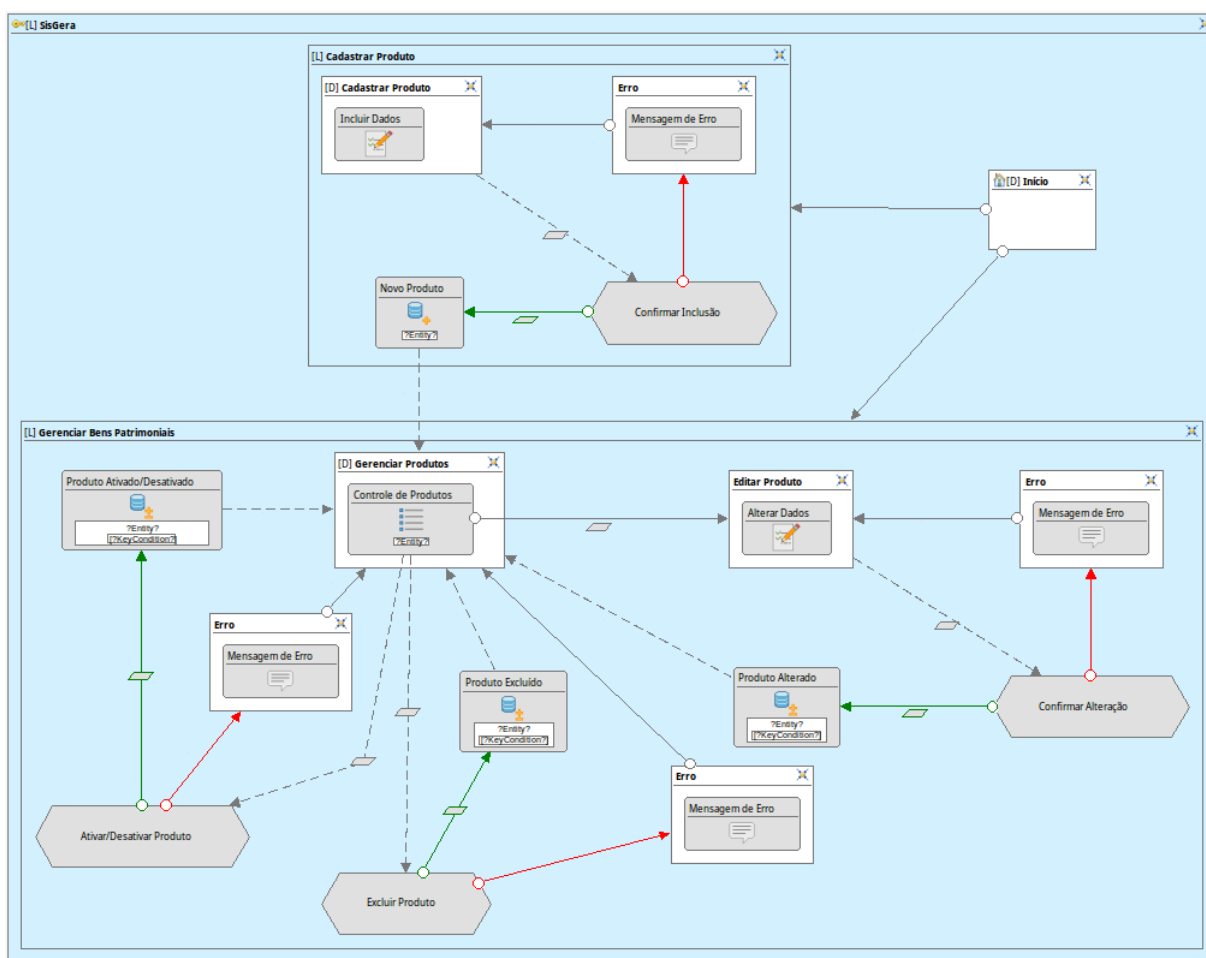 [L] SisGera
[L] Cadastrar Produto
[D] Cadastrar Produto
Incluir Dados
Erro
Mensagem de Erro
[D] Início
Novo Produto
?Entity?
Confirmar Inclusão
[L] Gerenciar Bens Patrimoniais
Produto Ativado/Desativado
?Entity?
[?KeyCondition?]
[D] Gerenciar Produtos
Controle de Produtos
?Entity?
Editar Produto
Alterar Dados
Erro
Mensagem de Erro
Erro
Mensagem de Erro
Produto Excluído
?Entity?
[?KeyCondition?]
Produto Alterado
?Entity?
[?KeyCondition?]
Confirmar Alteração
Erro
Mensagem de Erro
Ativar/Desativar Produto
Excluir Produto